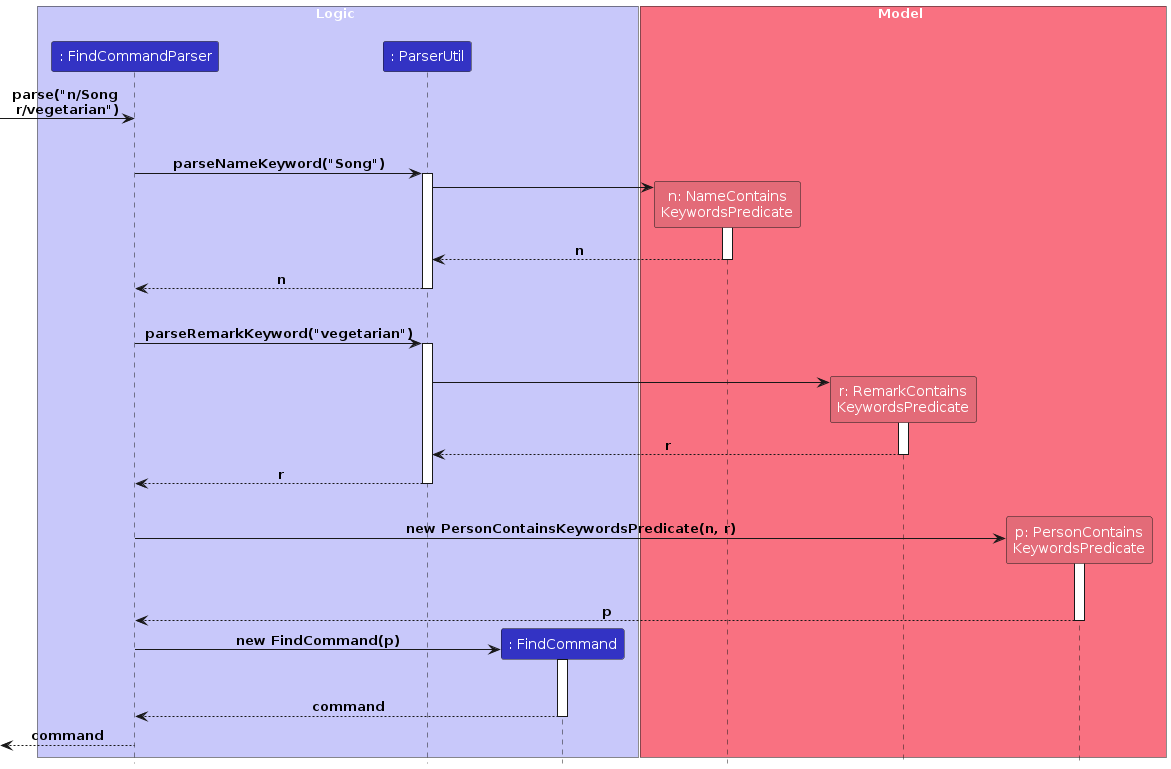 Logic
Model
: FindCommandParser
: ParserUtil
parse("n/Song
r/vegetarian")
parseNameKeyword("Song")
n: NameContains
KeywordsPredicate
n
n
parseRemarkKeyword("vegetarian")
r: RemarkContains
KeywordsPredicate
r
r
new PersonContainsKeywordsPredicate(n, r)
p: PersonContains
KeywordsPredicate
p
new FindCommand(p)
: FindCommand
command
command